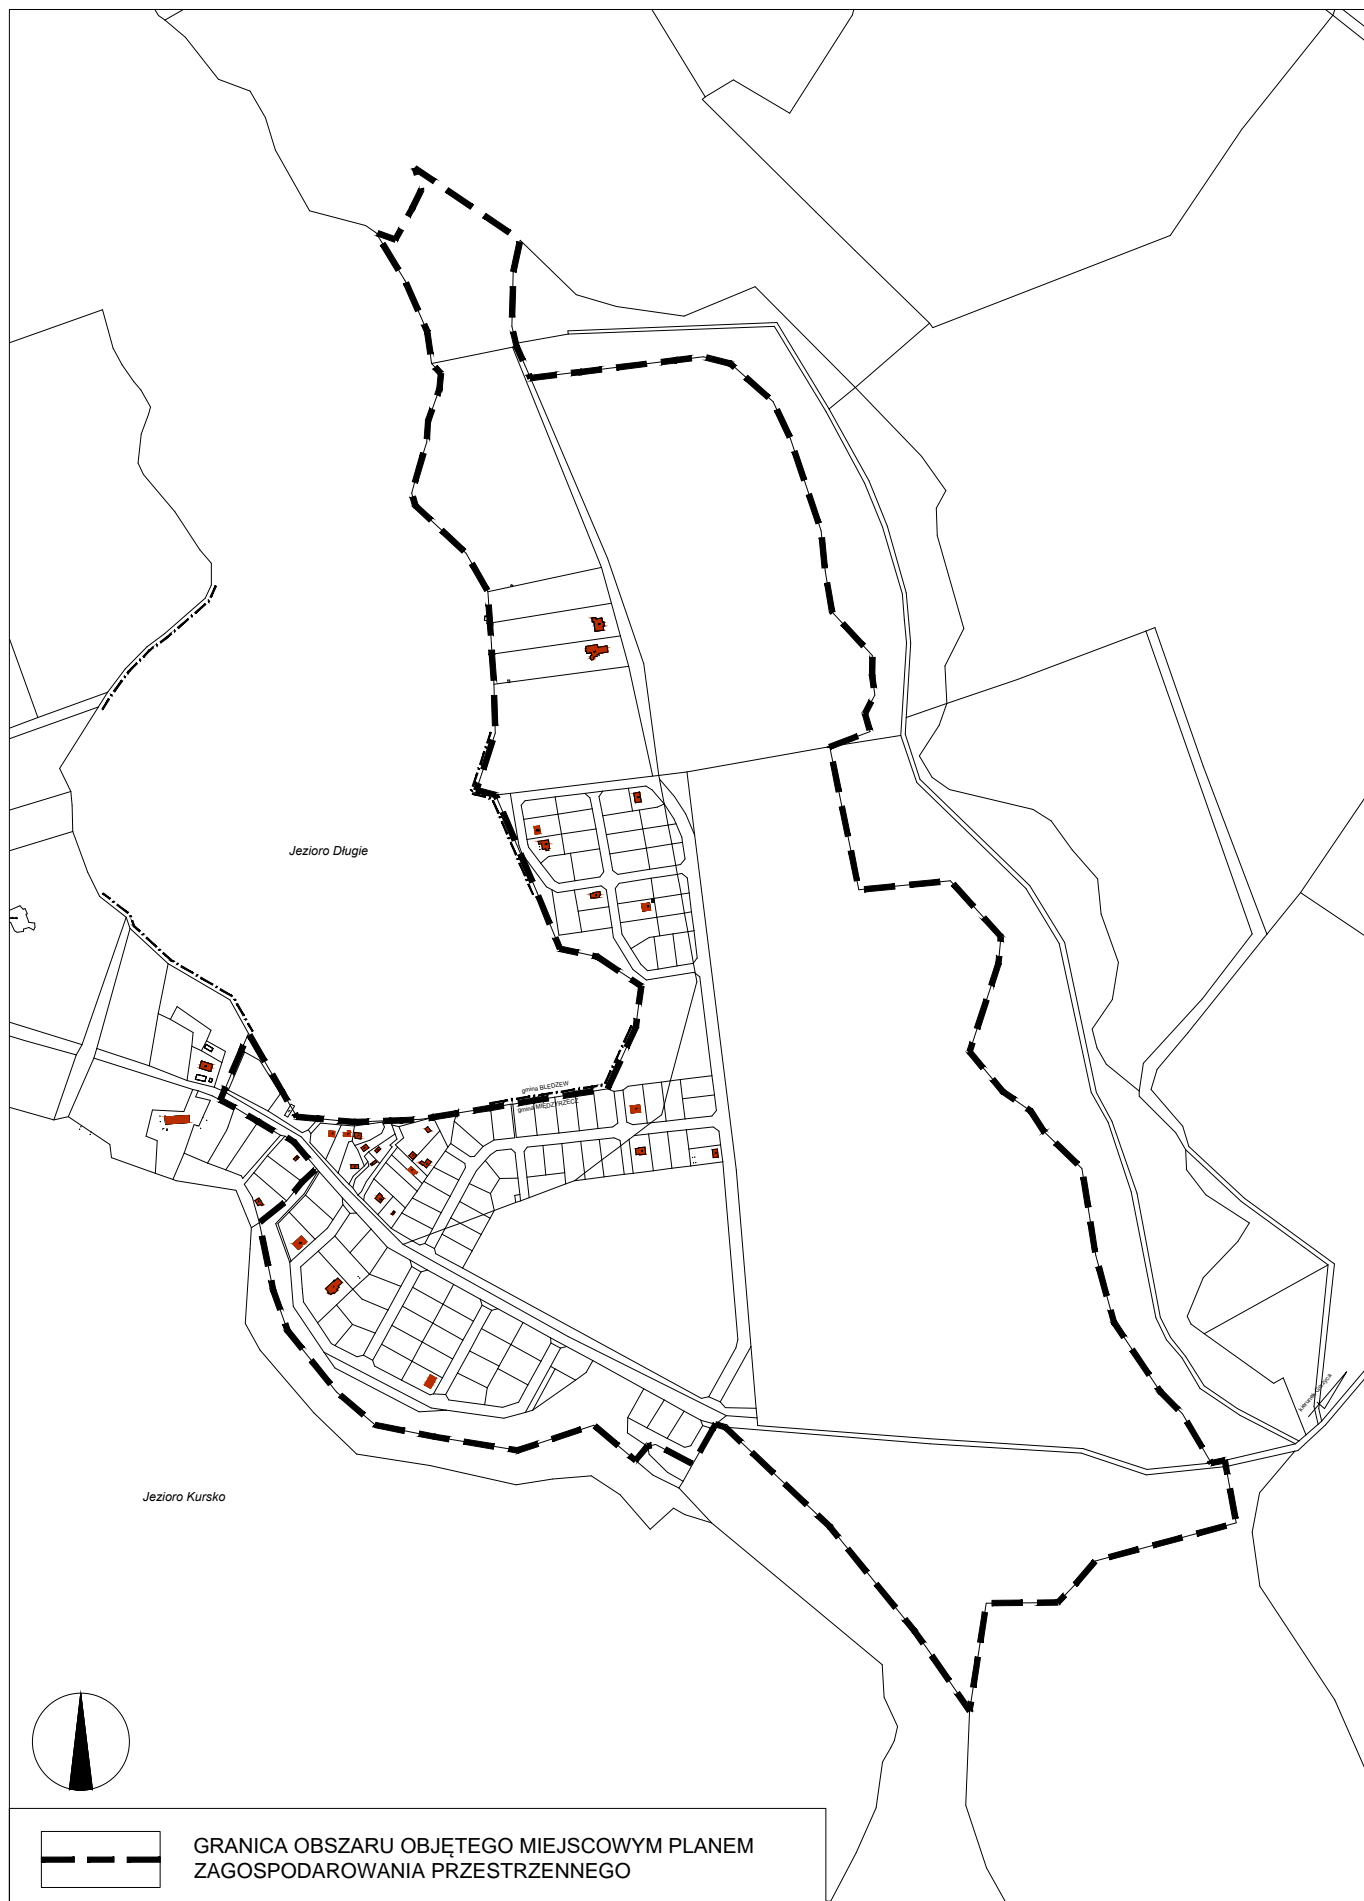 Jezioro Długie
gmina BLEDZEW
gmina MIĘDZYRZECZ
Jezioro Kursko
GRANICA OBSZARU OBJĘTEGO MIEJSCOWYM PLANEM
ZAGOSPODAROWANIA PRZESTRZENNEGO